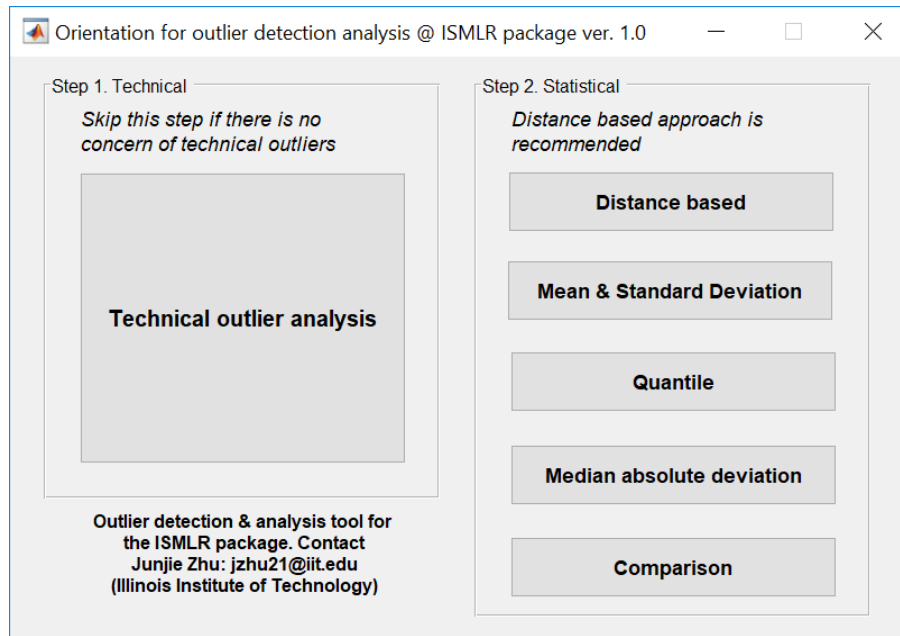 Orientation for outlier detection analysis @ ISMLR package ver. 1.0
Step 1. Technical
Skip this step if there is no
concern of technical outliers
Technical outlier analysis
Outlier detection & analysis tool for
the ISMLR package. Contact
Junjie Zhu: jzhu21@iit.edu
(Illinois Institute of Technology)
Step 2. Statistical
Distance based approach is
recommended
Distance based
Mean & Standard Deviation
Quantile
Median absolute deviation
Comparison